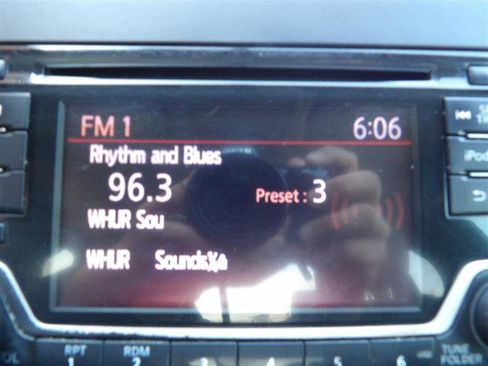 FM 1 6:06
Rhythm and Blues
96.3 Preset : 3
WHUR Sou
WHUR Sounds
iPod
RPT RDM TUNE
1 2 3 4 5 6 FOLDER